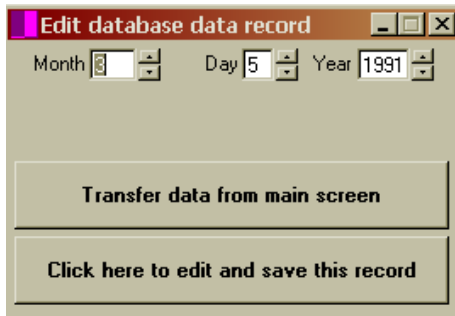 Edit database data record
Month 3 Day 5 Year 1991
Transfer data from main screen
Click here to edit and save this record